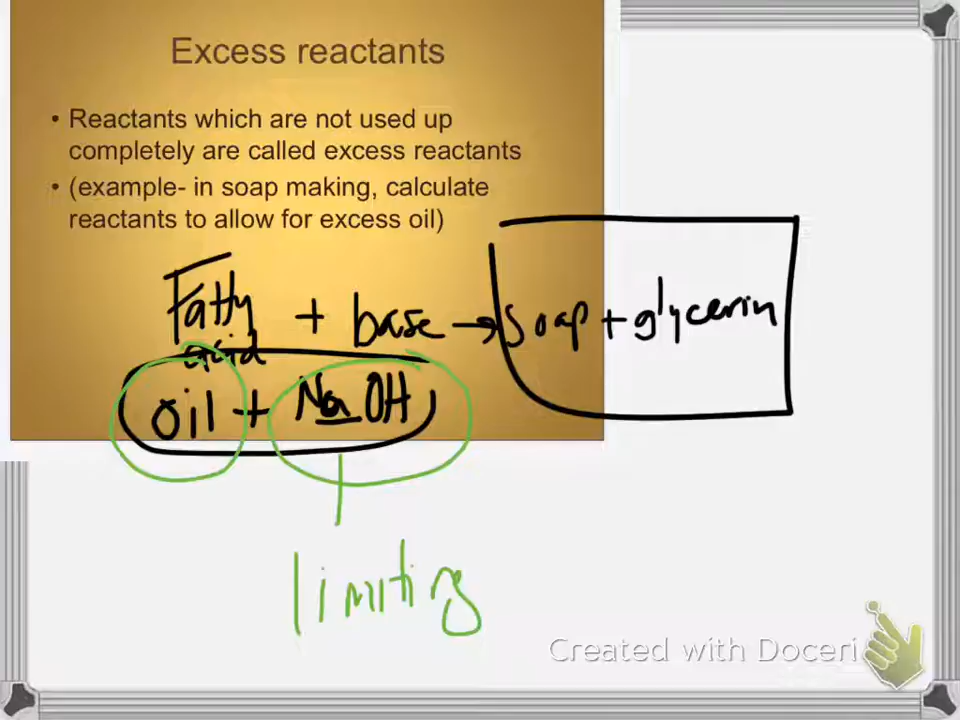 Excess reactants
• Reactants which are not used up
completely are called excess reactants
• (example- in soap making, calculate
reactants to allow for excess oil)
Fatty + base → soap + glycerin
acid
oil + NaOH
limiting
Created with Doceri